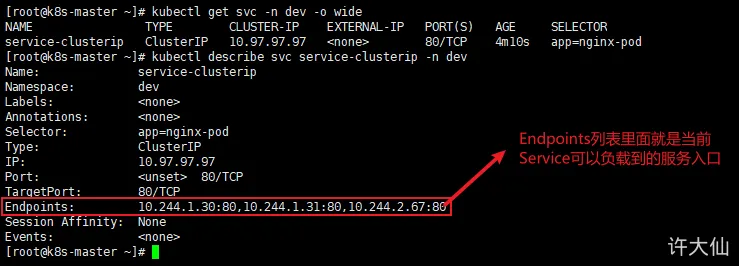 [root@k8s-master ~]# kubectl get svc -n dev -o wide
NAME                TYPE        CLUSTER-IP    EXTERNAL-IP   PORT(S)   AGE     SELECTOR
service-clusterip   ClusterIP   10.97.97.97   <none>        80/TCP    4m10s   app=nginx-pod
[root@k8s-master ~]# kubectl describe svc service-clusterip -n dev
Name:              service-clusterip
Namespace:         dev
Labels:            <none>
Annotations:       <none>
Selector:          app=nginx-pod
Type:              ClusterIP
IP:                10.97.97.97
Port:              <unset>  80/TCP
TargetPort:        80/TCP
Endpoints:         10.244.1.30:80,10.244.1.31:80,10.244.2.67:80
Session Affinity:  None
Events:            <none>
[root@k8s-master ~]#
Endpoints列表里面就是当前
Service可以负载到的服务入口
许大仙